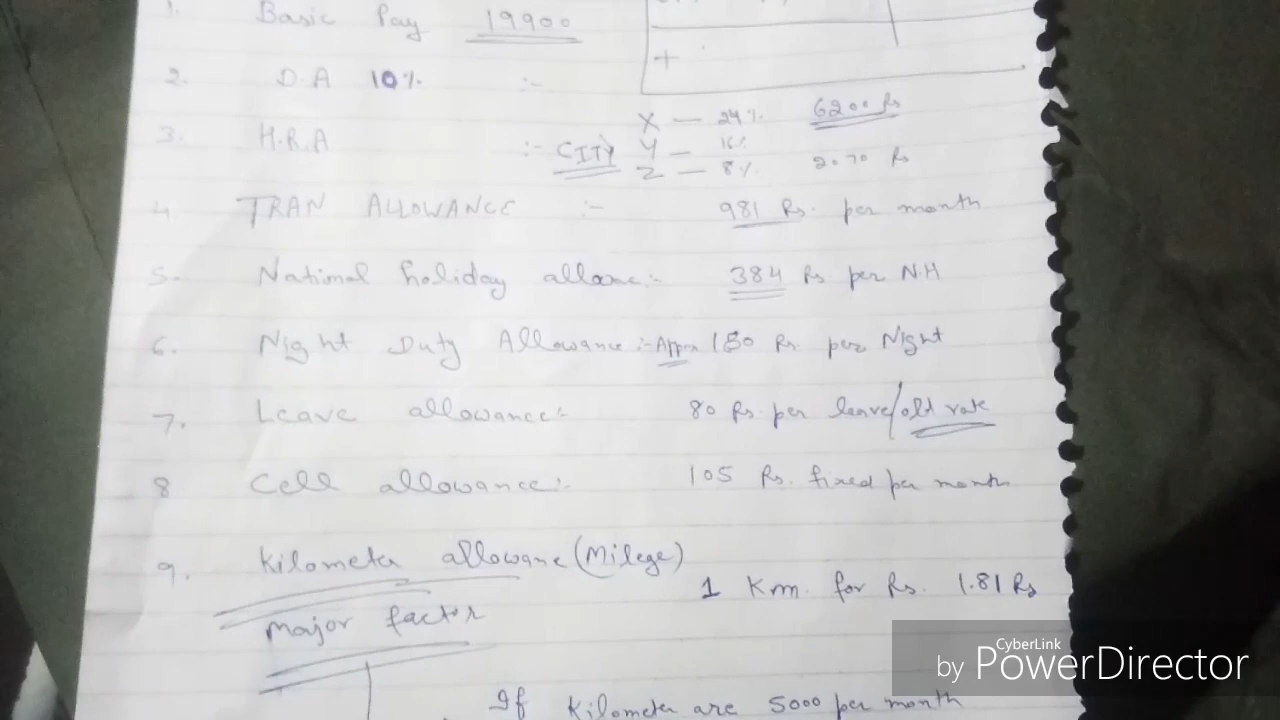 1. Basic Pay 19900
+
2. D.A 10% :-
X — 24% 6200 Rs
3. H.R.A :- CITY Y — 16%
Z — 8% 2070 Rs
4. TRAN ALLOWANCE :- 981 Rs. per month
5. National holiday :- 384 Rs per N.H
6. Night Duty Allowance :- Appx 150 Rs. per Night
7. Leave allowance:- 80 Rs. per leave/old rate
8 Cell allowance:- 105 Rs. fixed per month
9. Kilometer allowane (Milege)
1 Km. for Rs. 1.81 Rs
Major factor
If Kilometer are 5000 per month
CyberLink
by PowerDirector